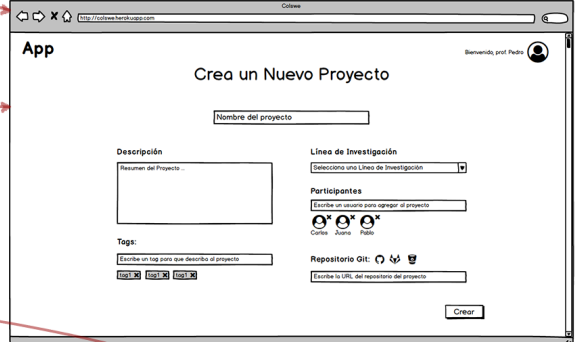 Colswe
http://colsweherokuapp.com
App
Bienvenido, prof. Pedro
Crea un Nuevo Proyecto
Nombre del proyecto
Descripción
Resumen del Proyecto ..
Tags:
Escribe un tag para que describa al proyecto
tag1 tag1 tag1
Línea de Investigación
Selecciona una Línea de Investigación
Participantes
Escribe un usuario para agregar al proyecto
Carlos Juana Pablo
Repositorio Git:
Escribe la URL del repositorio del proyecto
Crear